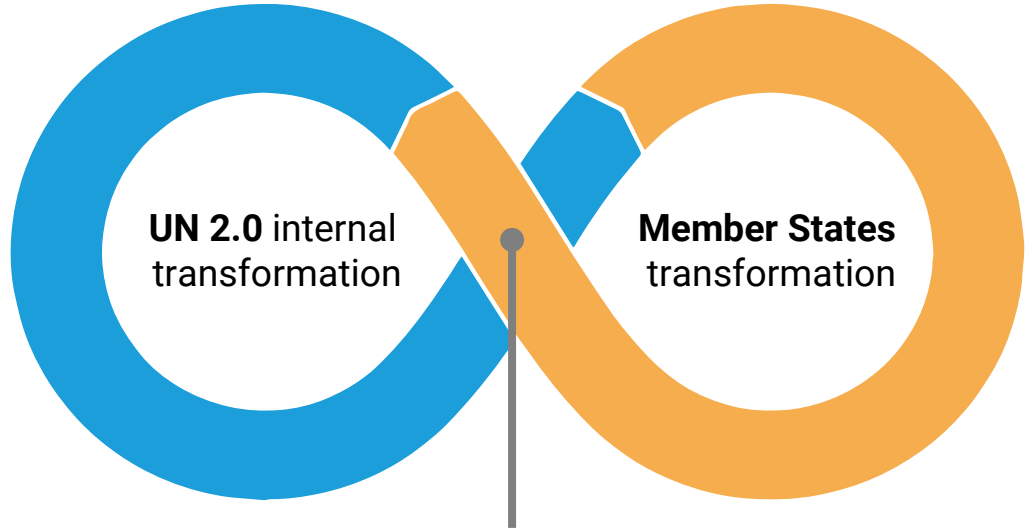 UN 2.0 internal
transformation
Member States
transformation